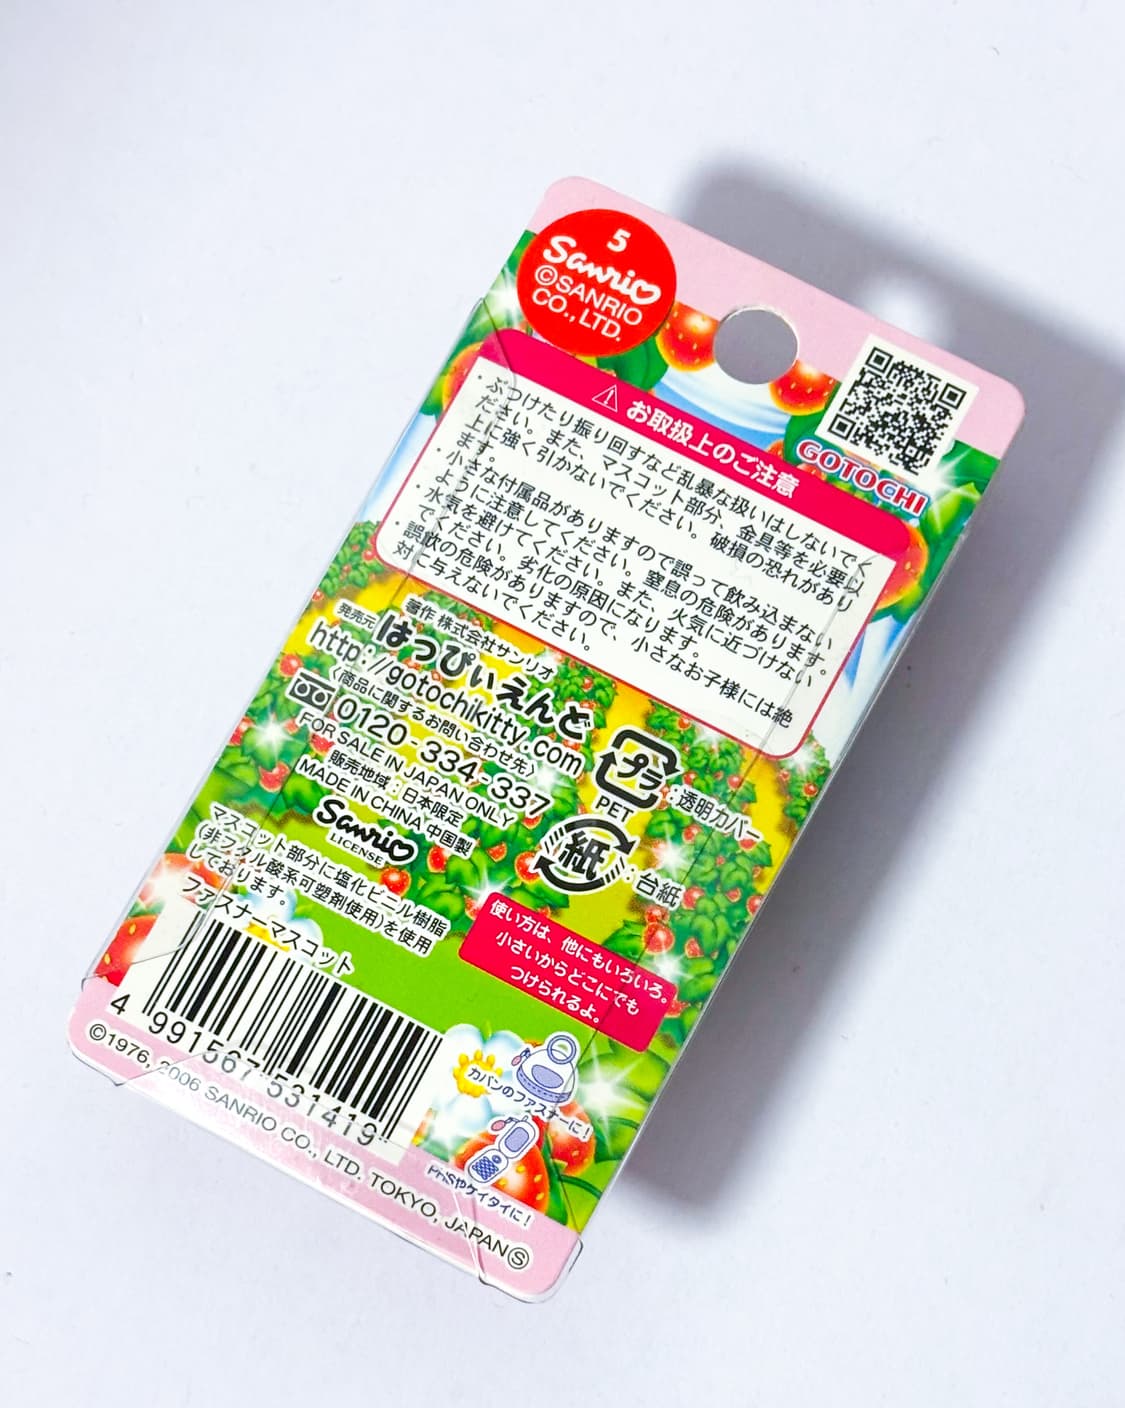 5
Sanrio
©SANRIO
CO., LTD.
GOTOCHI
お取扱上のご注意
・ぶつけたり振り回すなど乱暴な扱いはしないでく
ださい。また、マスコット部分、金具等を必要以
上に強く引かないでください。破損の恐れがあり
ます。
・小さな付属品がありますので誤って飲み込まない
ように注意してください。窒息の危険があります。
・水気を避けてください。また、火気に近づけない
でください。劣化の原因になります。
・誤飲の危険がありますので、小さなお子様には絶
対に与えないでください。
著作 株式会社サンリオ
発売元 はっぴぃえんど
http://gotochikitty.com
〈商品に関するお問い合わせ先〉
0120-334-337
FOR SALE IN JAPAN ONLY
販売地域：日本限定
MADE IN CHINA 中国製
Sanrio
LICENSE
プラ：透明カバー
PET
紙：台紙
マスコット部分に塩化ビニル樹脂
(非フタル酸系可塑剤使用)を使用
しております。
ファスナーマスコット
4 991567 531419
使い方は、他にもいろいろ。
小さいからどこにでも
つけられるよ。
カバンのファスナーに！
PHSやケイタイに！
©1976, 2006 SANRIO CO., LTD. TOKYO, JAPAN Ⓢ